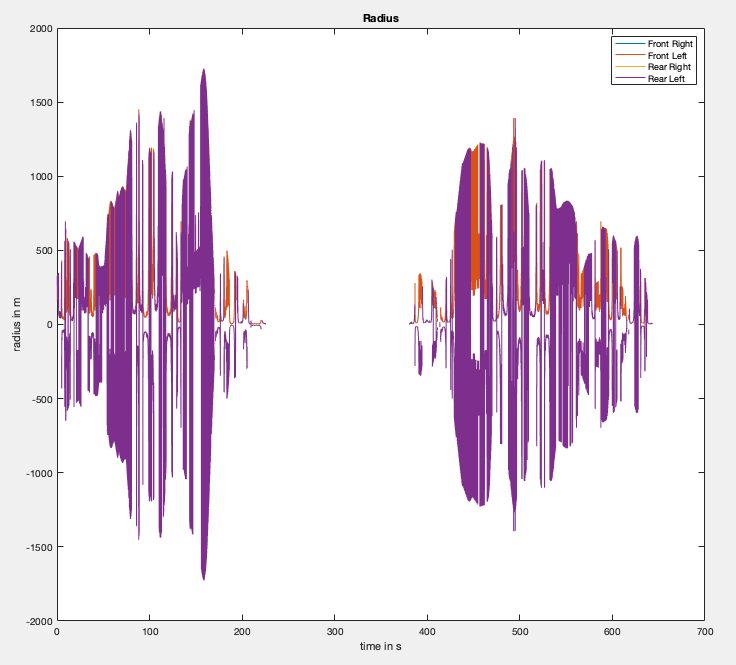 Radius
2000
1500
1000
500
0
-500
-1000
-1500
-2000
radius in m
Front Right
Front Left
Rear Right
Rear Left
0 100 200 300 400 500 600 700
time in s